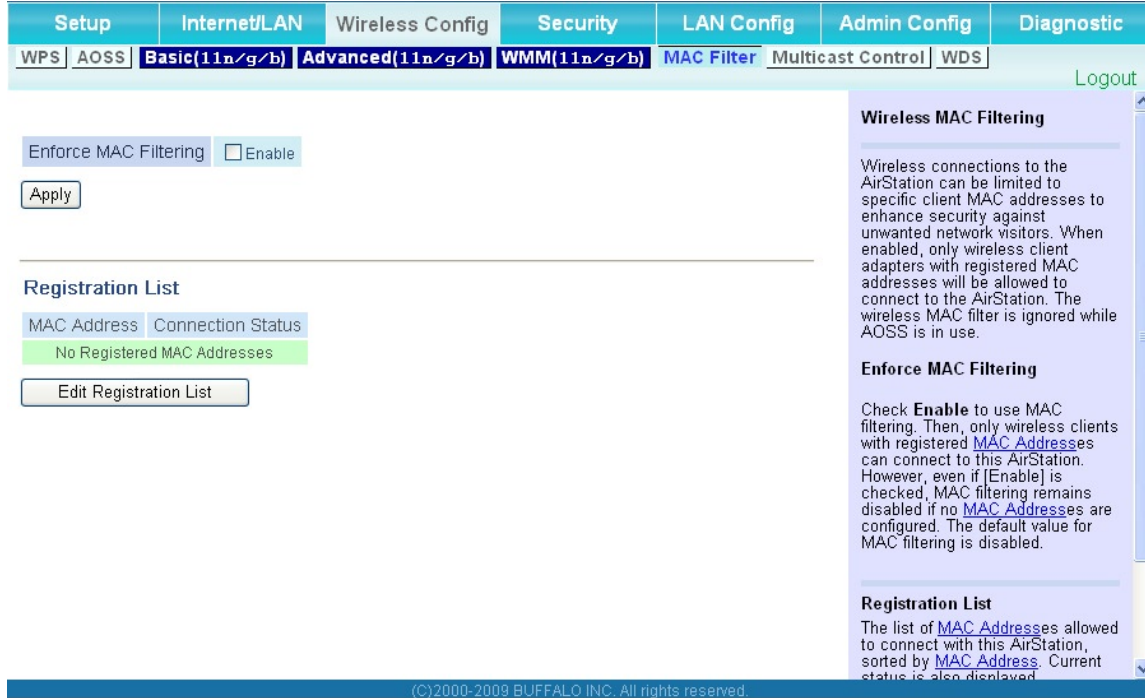 Setup Internet/LAN Wireless Config Security LAN Config Admin Config Diagnostic
WPS AOSS Basic(11n/g/b) Advanced(11n/g/b) WMM(11n/g/b) MAC Filter Multicast Control WDS
Logout
Enforce MAC Filtering Enable
Apply
Registration List
MAC Address Connection Status
No Registered MAC Addresses
Edit Registration List
Wireless MAC Filtering
Wireless connections to the
AirStation can be limited to
specific client MAC addresses to
enhance security against
unwanted network visitors. When
enabled, only wireless client
adapters with registered MAC
addresses will be allowed to
connect to the AirStation. The
wireless MAC filter is ignored while
AOSS is in use.
Enforce MAC Filtering
Check Enable to use MAC
filtering. Then, only wireless clients
with registered MAC Addresses
can connect to this AirStation.
However, even if [Enable] is
checked, MAC filtering remains
disabled if no MAC Addresses are
configured. The default value for
MAC filtering is disabled.
Registration List
The list of MAC Addresses allowed
to connect with this AirStation,
sorted by MAC Address. Current
status is also displayed
(C)2000-2009 BUFFALO INC. All rights reserved.